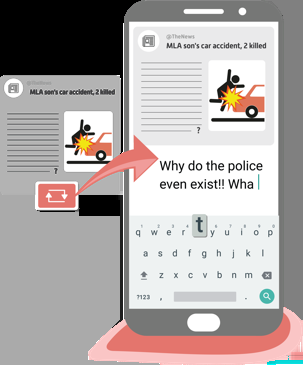 @TheNews
MLA son's car accident, 2 killed
?
@TheNews
MLA son's car accident, 2 killed
?
Why do the police
even exist!! Wha
t
q w e r t y u i o p
a s d f g h j k l
z x c v b n m
?123 , .